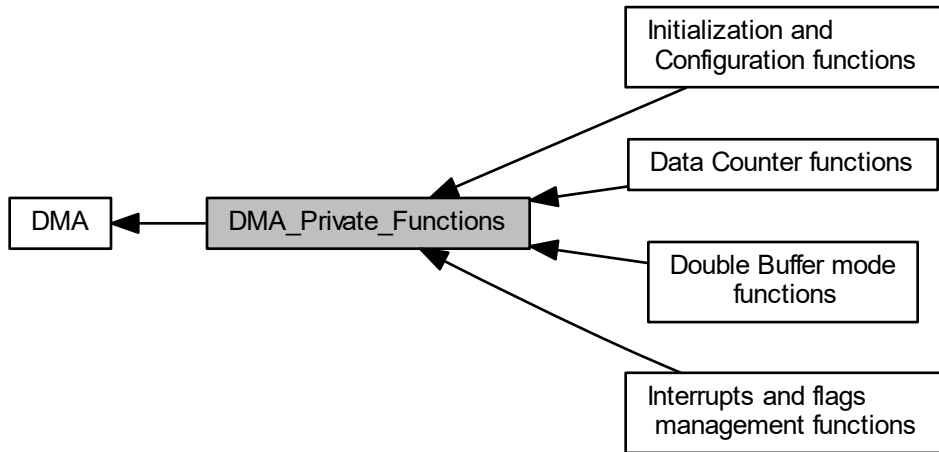 Initialization and
Configuration functions
Data Counter functions
DMA
DMA_Private_Functions
Double Buffer mode
functions
Interrupts and flags
management functions